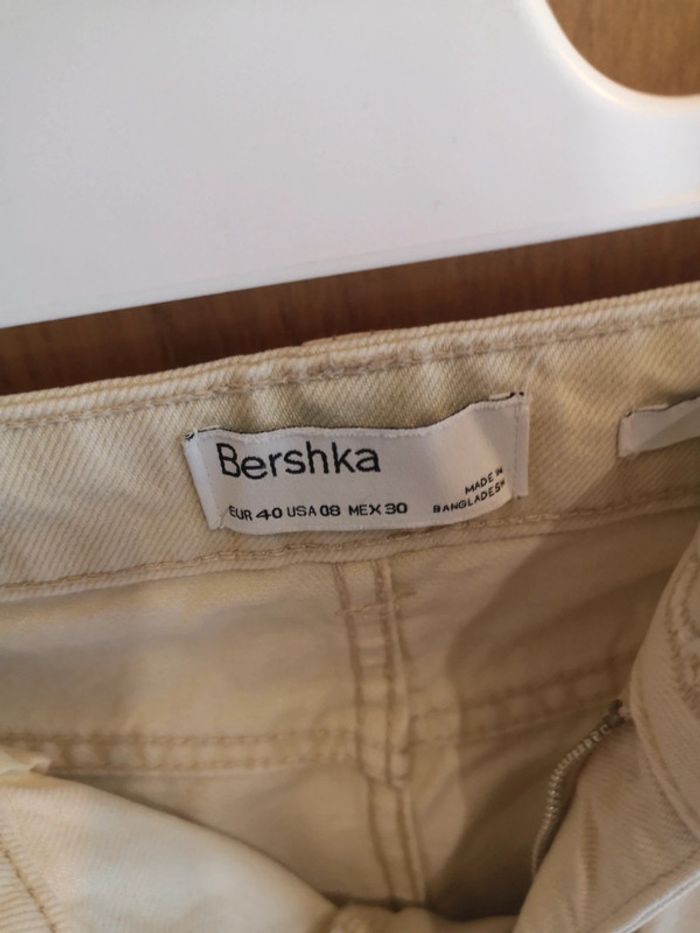 Bershka
EUR 40 USA 08 MEX 30
MADE IN
BANGLADESH